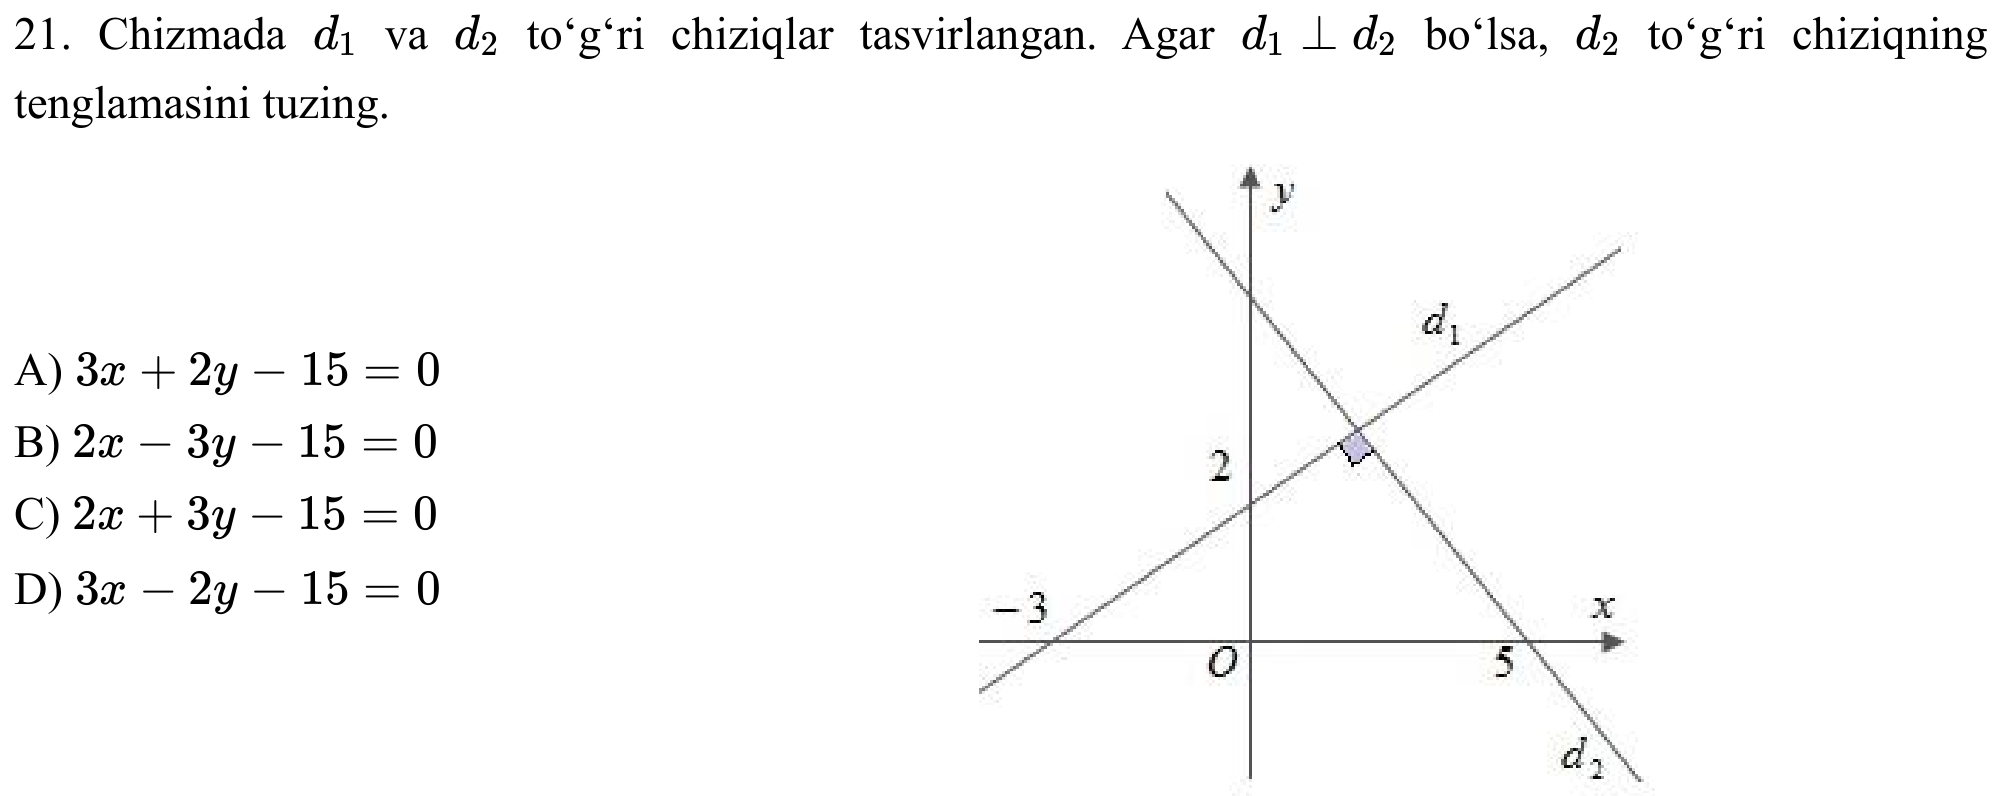 21. Chizmada d₁ va d₂ to‘g‘ri chiziqlar tasvirlangan. Agar d₁ ⊥ d₂ bo‘lsa, d₂ to‘g‘ri chiziqning
tenglamasini tuzing.
A) 3x + 2y − 15 = 0
B) 2x − 3y − 15 = 0
C) 2x + 3y − 15 = 0
D) 3x − 2y − 15 = 0
y
d₁
2
−3
x
O
5
d₂